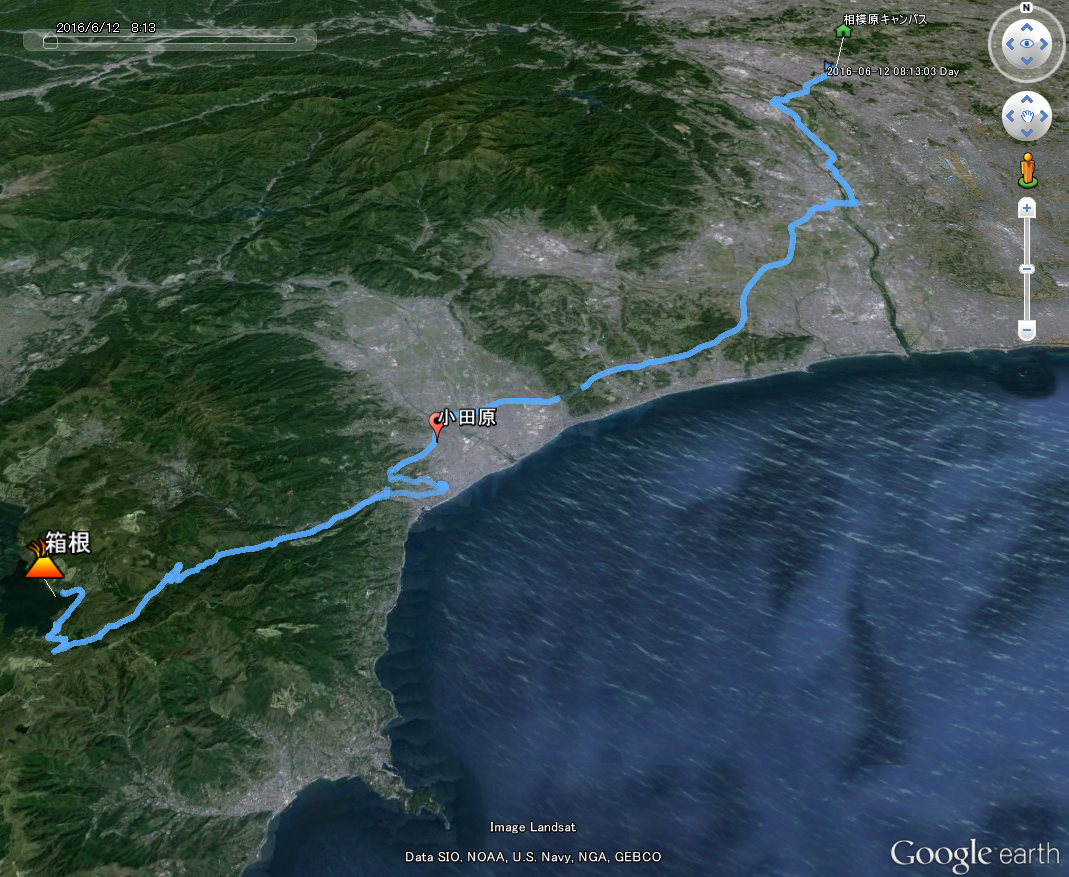 2016/6/12 8:13
相模原キャンパス
N
2016-06-12 08:13:03 Day
小田原
箱根
Image Landsat
Data SIO, NOAA, U.S. Navy, NGA, GEBCO
Google earth